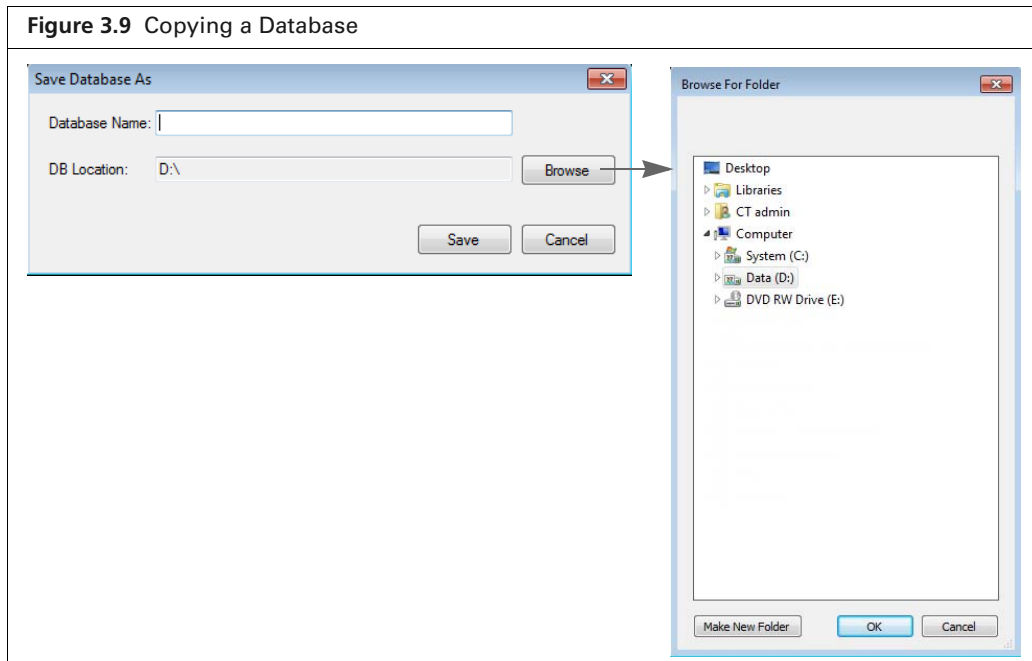 Figure 3.9 Copying a Database
Save Database As
Database Name:
DB Location: D:\ Browse
Save Cancel
Browse For Folder
Desktop
Libraries
CT admin
Computer
System (C:)
Data (D:)
DVD RW Drive (E:)
Make New Folder OK Cancel